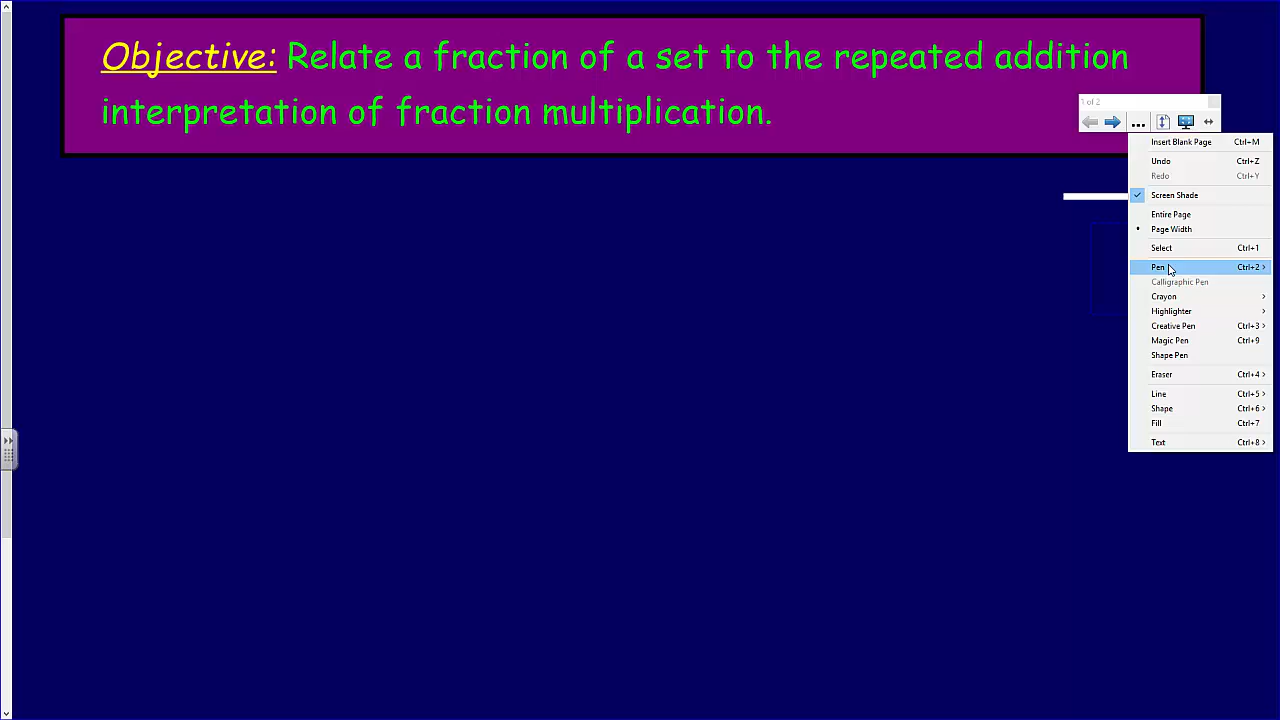 Objective: Relate a fraction of a set to the repeated addition
interpretation of fraction multiplication.
1 of 2
...
Insert Blank Page Ctrl+M
Undo Ctrl+Z
Redo Ctrl+Y
Screen Shade
Entire Page
Page Width
Select Ctrl+1
Pen Ctrl+2
Calligraphic Pen
Crayon
Highlighter
Creative Pen Ctrl+3
Magic Pen Ctrl+9
Shape Pen
Eraser Ctrl+4
Line Ctrl+5
Shape Ctrl+6
Fill Ctrl+7
Text Ctrl+8